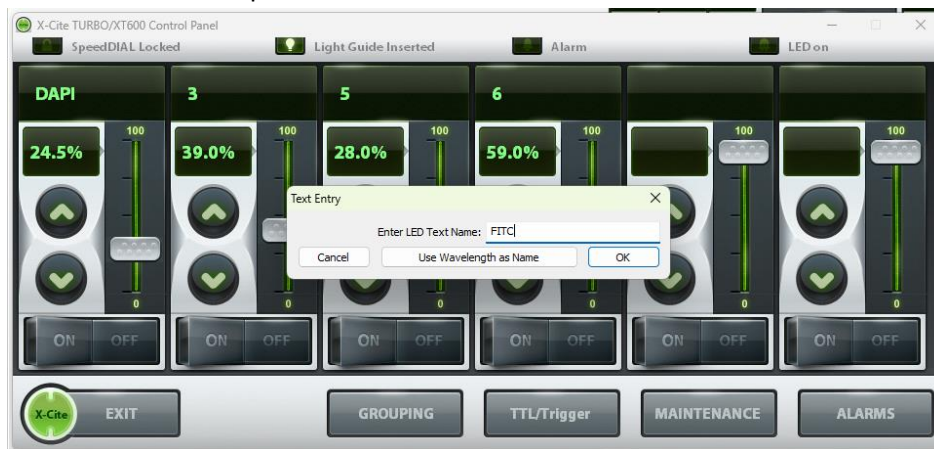 X-Cite TURBO/XT600 Control Panel
SpeedDIAL Locked Light Guide Inserted Alarm LED on
DAPI 3 5 6
100 100 100 100 100 100
24.5% 39.0% 28.0% 59.0%
Text Entry
Enter LED Text Name: FITC
Cancel Use Wavelength as Name OK
0 0 0 0 0 0
ON OFF ON OFF ON OFF ON OFF ON OFF ON OFF
X-Cite EXIT GROUPING TTL/Trigger MAINTENANCE ALARMS